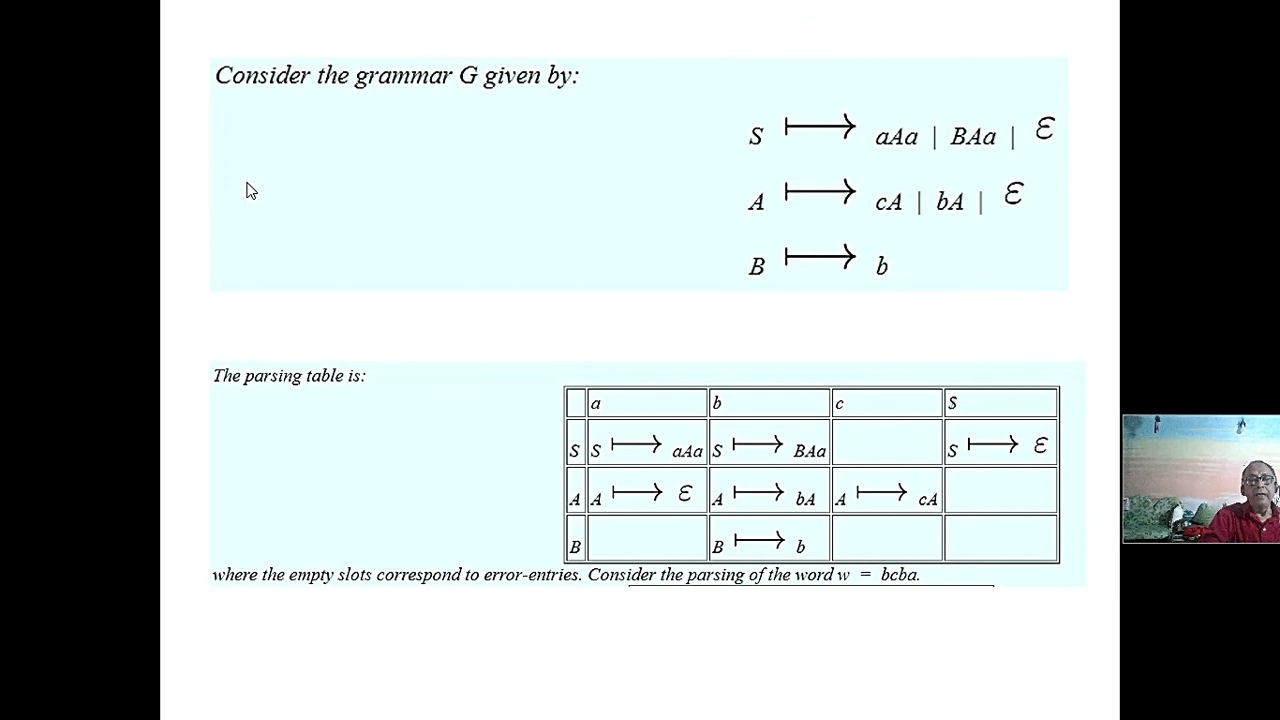 Consider the grammar G given by:
S ⟼ aAa | BAa | ε
A ⟼ cA | bA | ε
B ⟼ b
The parsing table is:
a b c S
S S ⟼ aAa S ⟼ BAa S ⟼ ε
A A ⟼ ε A ⟼ bA A ⟼ cA
B B ⟼ b
where the empty slots correspond to error-entries. Consider the parsing of the word w = bcba.